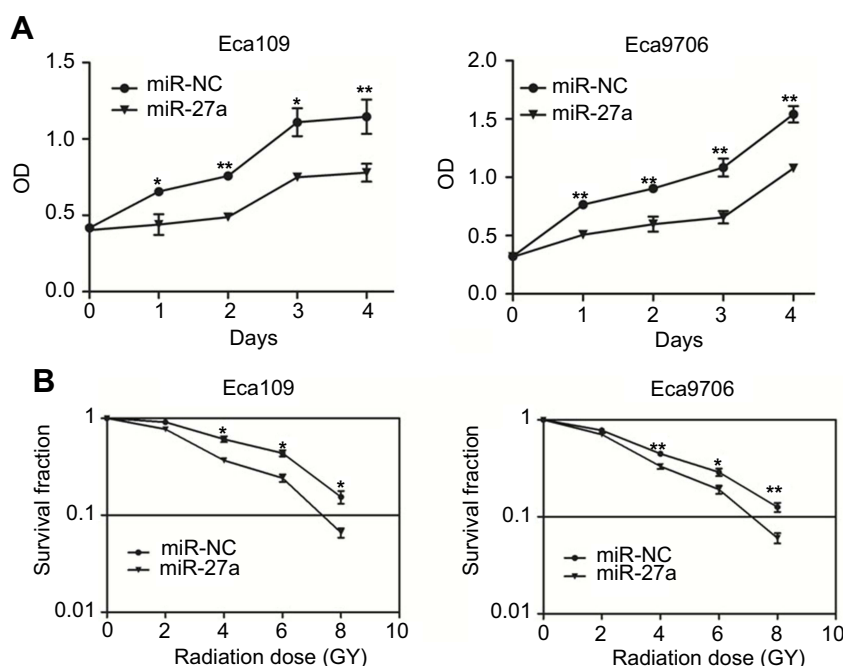 A
Eca109
1.5
1.0
0.5
0.0
OD
miR-NC
miR-27a
*
**
*
**
0 1 2 3 4
Days
Eca9706
2.0
1.5
1.0
0.5
0.0
OD
miR-NC
miR-27a
**
**
**
**
0 1 2 3 4
Days
B
Eca109
1
0.1
0.01
Survival fraction
*
*
*
miR-NC
miR-27a
0 2 4 6 8 10
Radiation dose (GY)
Eca9706
1
0.1
0.01
Survival fraction
**
*
**
miR-NC
miR-27a
0 2 4 6 8 10
Radiation dose (GY)